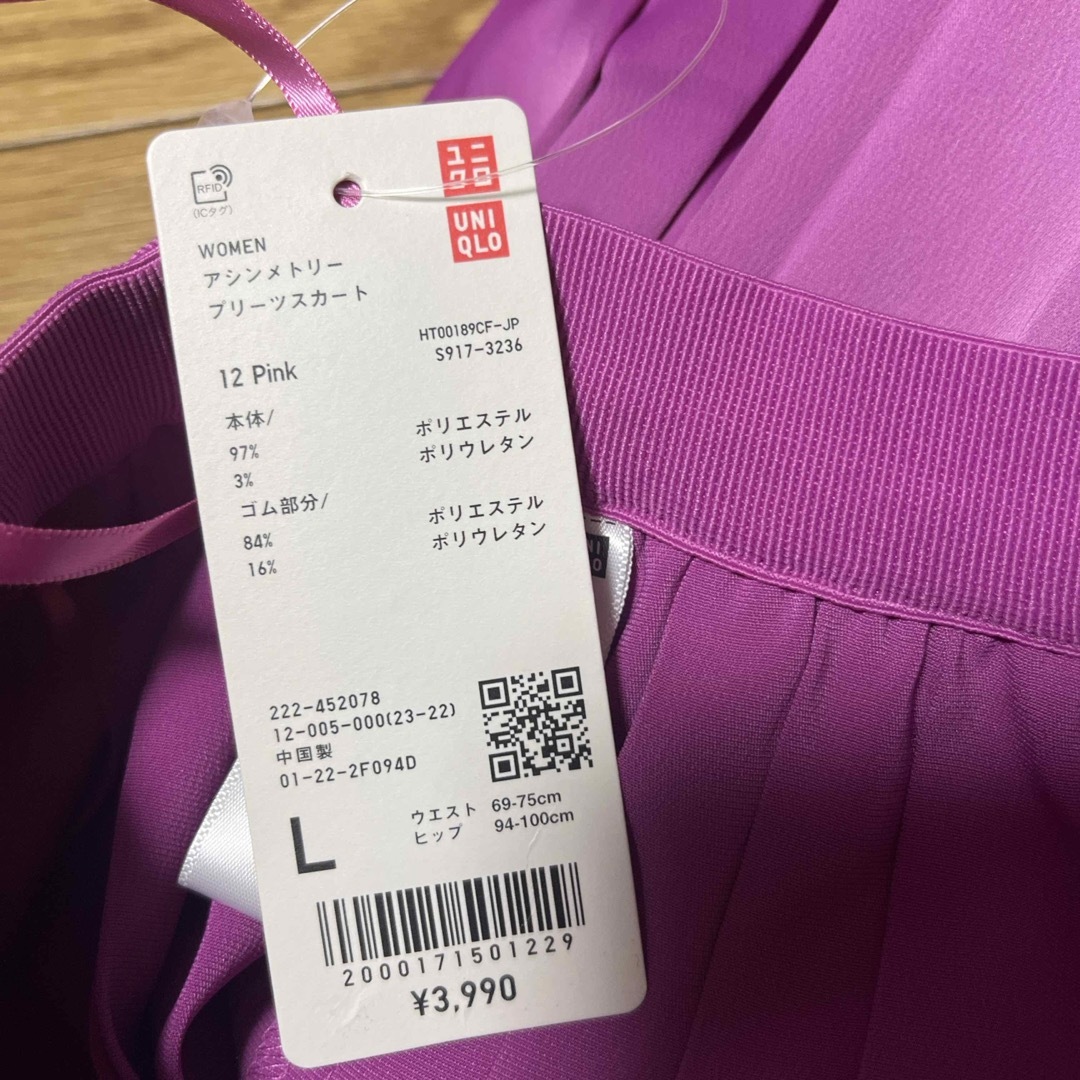 ユニ
クロ
RFID
(ICタグ)
UNI
QLO
WOMEN
アシンメトリー
プリーツスカート
HT00189CF-JP
S917-3236
12 Pink
本体/
97% ポリエステル
3% ポリウレタン
ゴム部分/
84% ポリエステル
16% ポリウレタン
222-452078
12-005-000(23-22)
中国製
01-22-2F094D
L
ウエスト 69-75cm
ヒップ 94-100cm
2000171501229
¥3,990